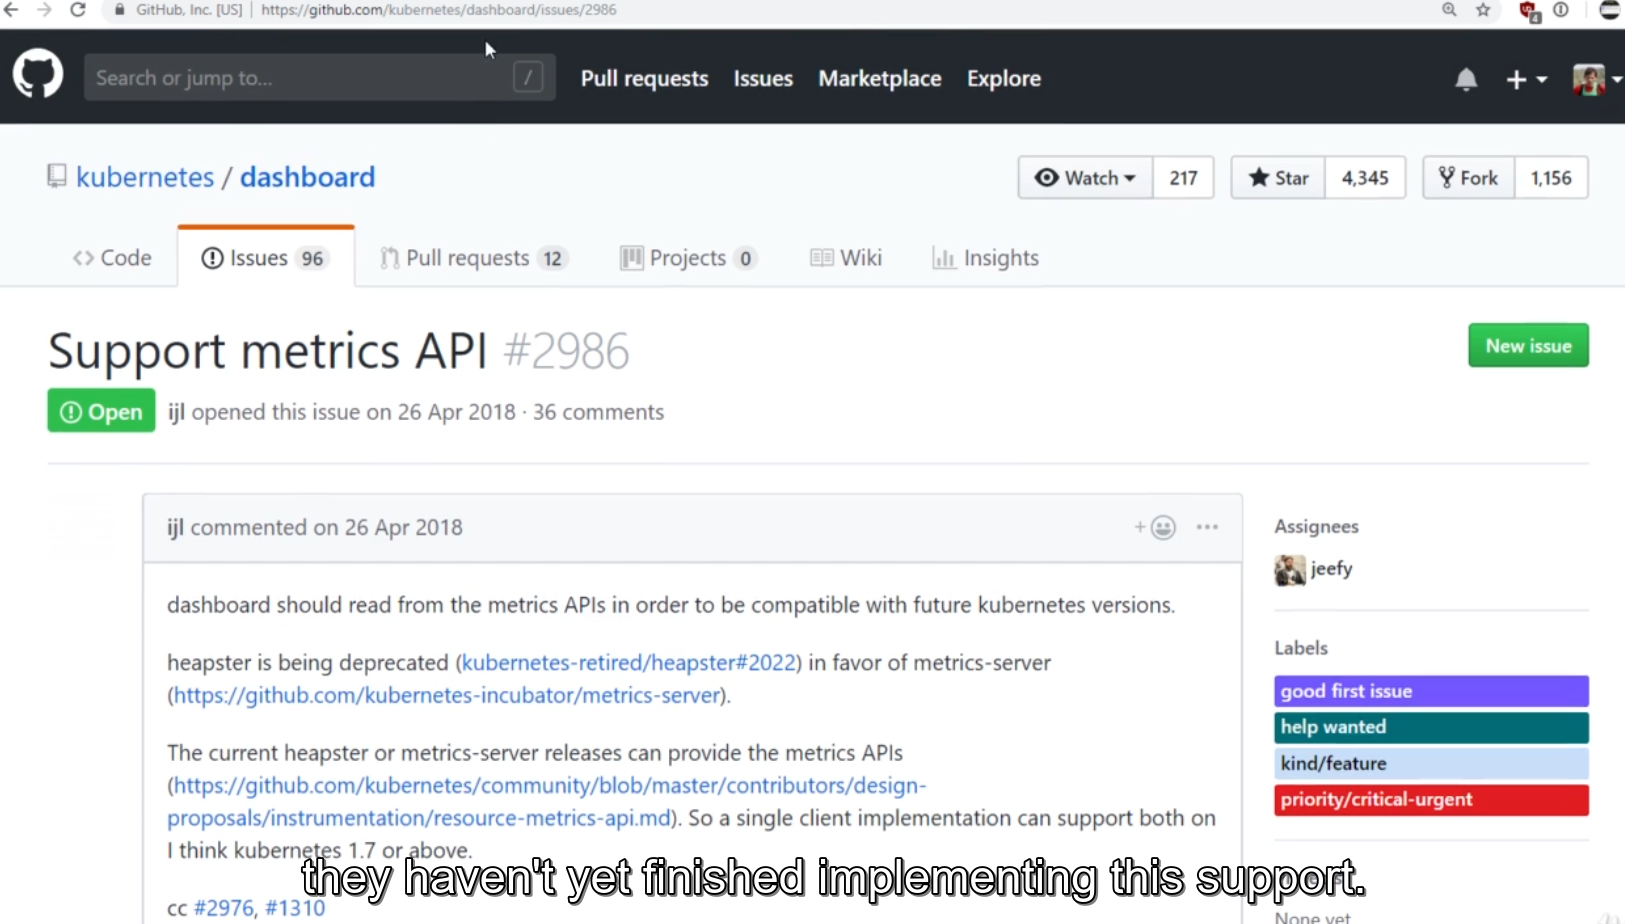 GitHub, Inc. [US] | https://github.com/kubernetes/dashboard/issues/2986
4
Search or jump to... /
Pull requests Issues Marketplace Explore
kubernetes / dashboard
Watch 217 Star 4,345 Fork 1,156
Code Issues 96 Pull requests 12 Projects 0 Wiki Insights
Support metrics API #2986
New issue
Open ijl opened this issue on 26 Apr 2018 · 36 comments
ijl commented on 26 Apr 2018
dashboard should read from the metrics APIs in order to be compatible with future kubernetes versions.
heapster is being deprecated (kubernetes-retired/heapster#2022) in favor of metrics-server
(https://github.com/kubernetes-incubator/metrics-server).
The current heapster or metrics-server releases can provide the metrics APIs
(https://github.com/kubernetes/community/blob/master/contributors/design-
proposals/instrumentation/resource-metrics-api.md). So a single client implementation can support both on
I think kubernetes 1.7 or above.
cc #2976, #1310
Assignees
jeefy
Labels
good first issue
help wanted
kind/feature
priority/critical-urgent
None yet
they haven't yet finished implementing this support.